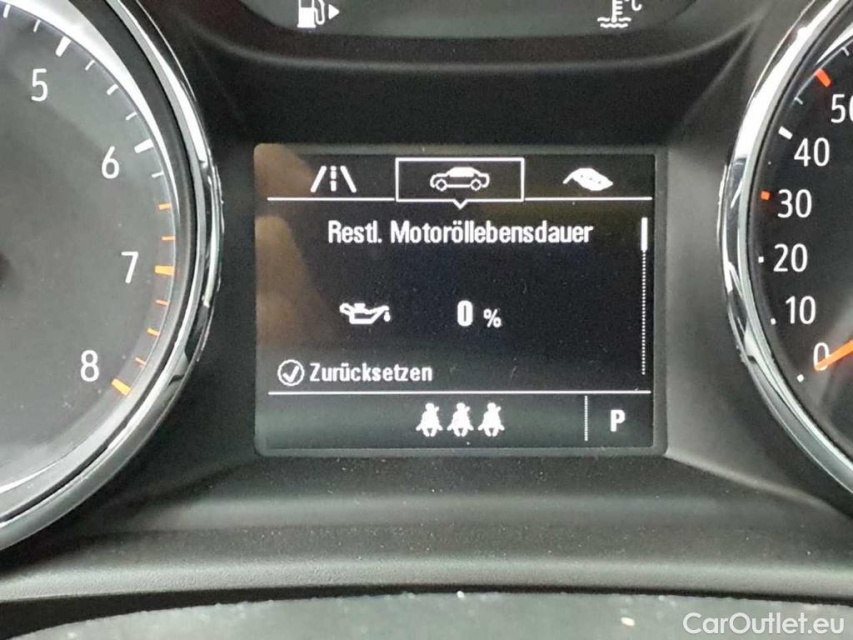 °C
5
6
7
8
50
40
30
20
10
0
Restl. Motoröllebensdauer
0 %
Zurücksetzen
P
CarOutlet.eu